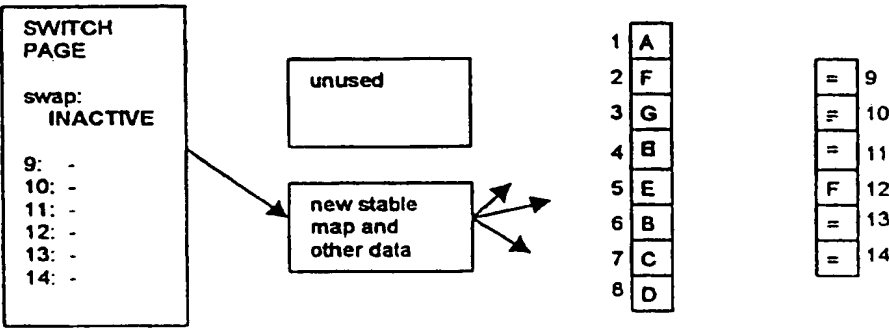 SWITCH
PAGE
swap:
INACTIVE
9: -
10: -
11: -
12: -
13: -
14: -
unused
new stable
map and
other data
1 A
2 F
3 G
4 B
5 E
6 B
7 C
8 D
= 9
= 10
= 11
F 12
= 13
= 14